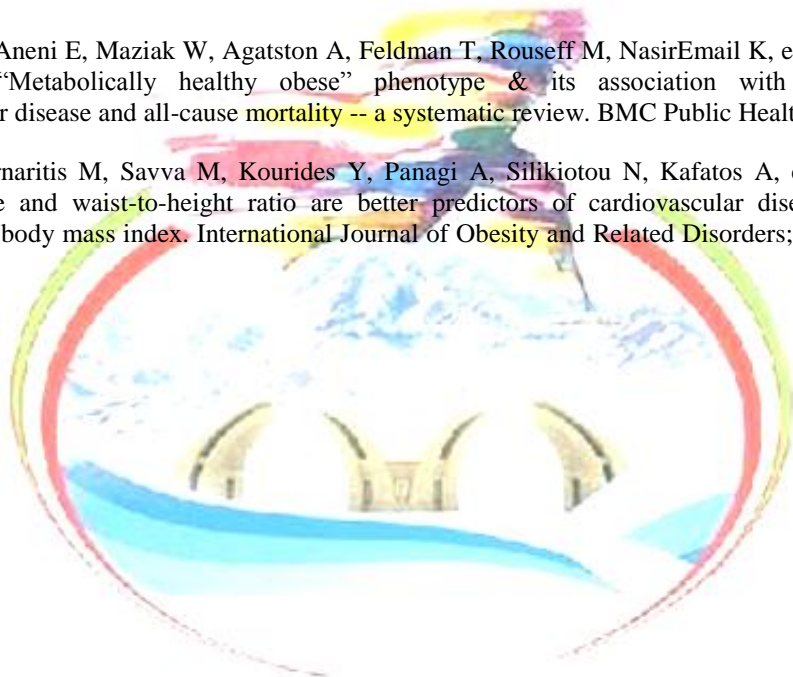 Aneni E, Maziak W, Agatston A, Feldman T, Rouseff M, NasirEmail K, e
“Metabolically healthy obese” phenotype & its association with
r disease and all-cause mortality -- a systematic review. BMC Public Healt
rnaritis M, Savva M, Kourides Y, Panagi A, Silikiotou N, Kafatos A, e
e and waist-to-height ratio are better predictors of cardiovascular dise
body mass index. International Journal of Obesity and Related Disorders;